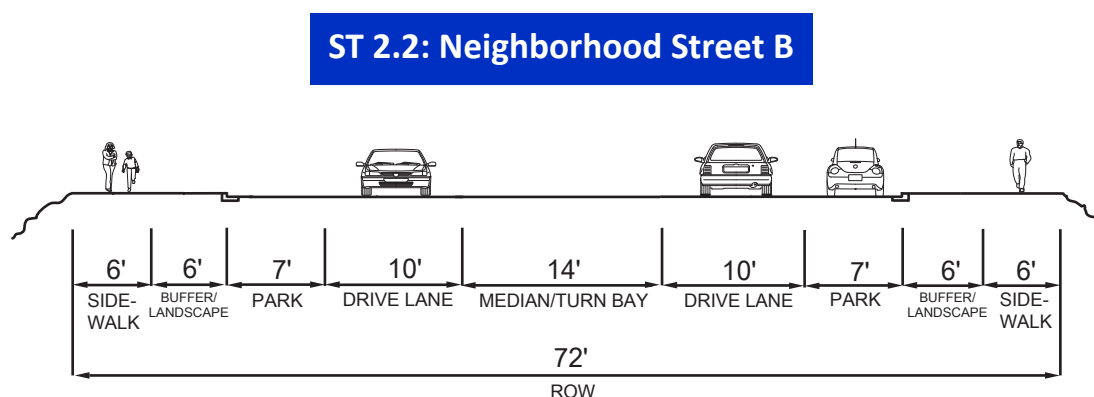 ST 2.2: Neighborhood Street B
6' 6' 7' 10' 14' 10' 7' 6' 6'
SIDE-
WALK
BUFFER/
LANDSCAPE
PARK
DRIVE LANE
MEDIAN/TURN BAY
DRIVE LANE
PARK
BUFFER/
LANDSCAPE
SIDE-
WALK
72'
ROW